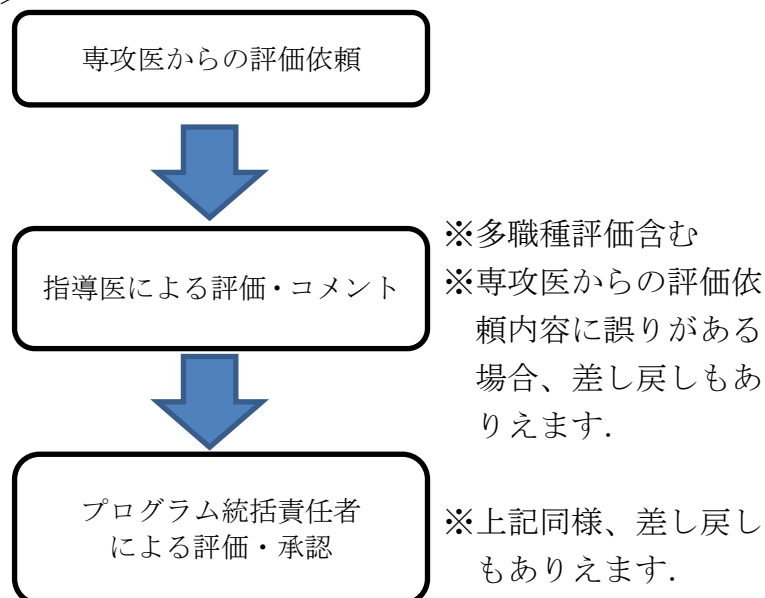 専攻医からの評価依頼
指導医による評価・コメント
※多職種評価含む
※専攻医からの評価依
頼内容に誤りがある
場合、差し戻しもあ
りえます.
プログラム統括責任者
による評価・承認
※上記同様、差し戻し
もありえます.